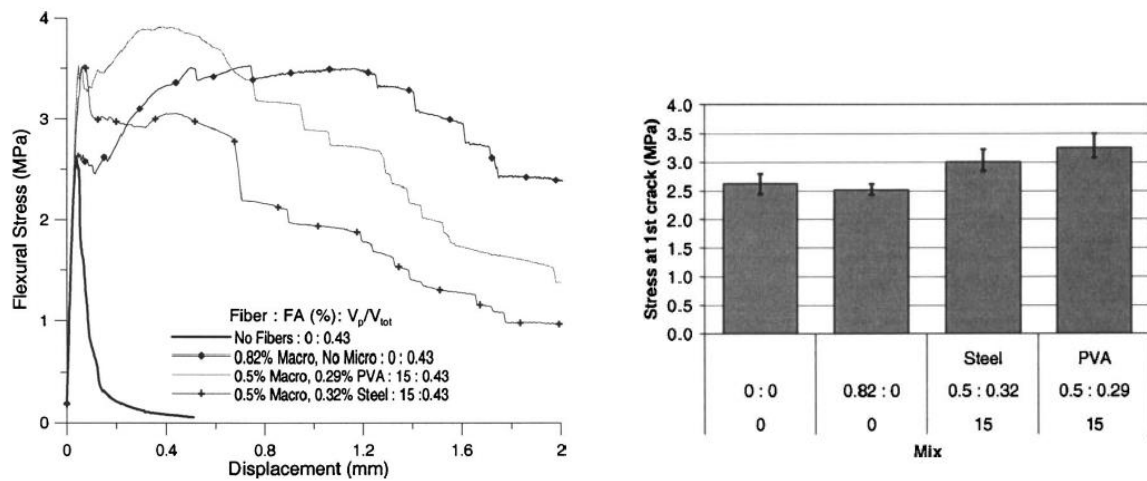 4
3
2
1
0
Flexural Stress (MPa)
Fiber : FA (%): Vp/Vtot
No Fibers : 0 : 0.43
0.82% Macro, No Micro : 0 : 0.43
0.5% Macro, 0.29% PVA : 15 : 0.43
0.5% Macro, 0.32% Steel : 15 :0.43
0 0.4 0.8 1.2 1.6 2
Displacement (mm)
Stress at 1st crack (MPa)
4.0
3.5
3.0
2.5
2.0
1.5
1.0
0.5
0.0
Steel PVA
0 : 0 0.82 : 0 0.5 : 0.32 0.5 : 0.29
0 0 15 15
Mix